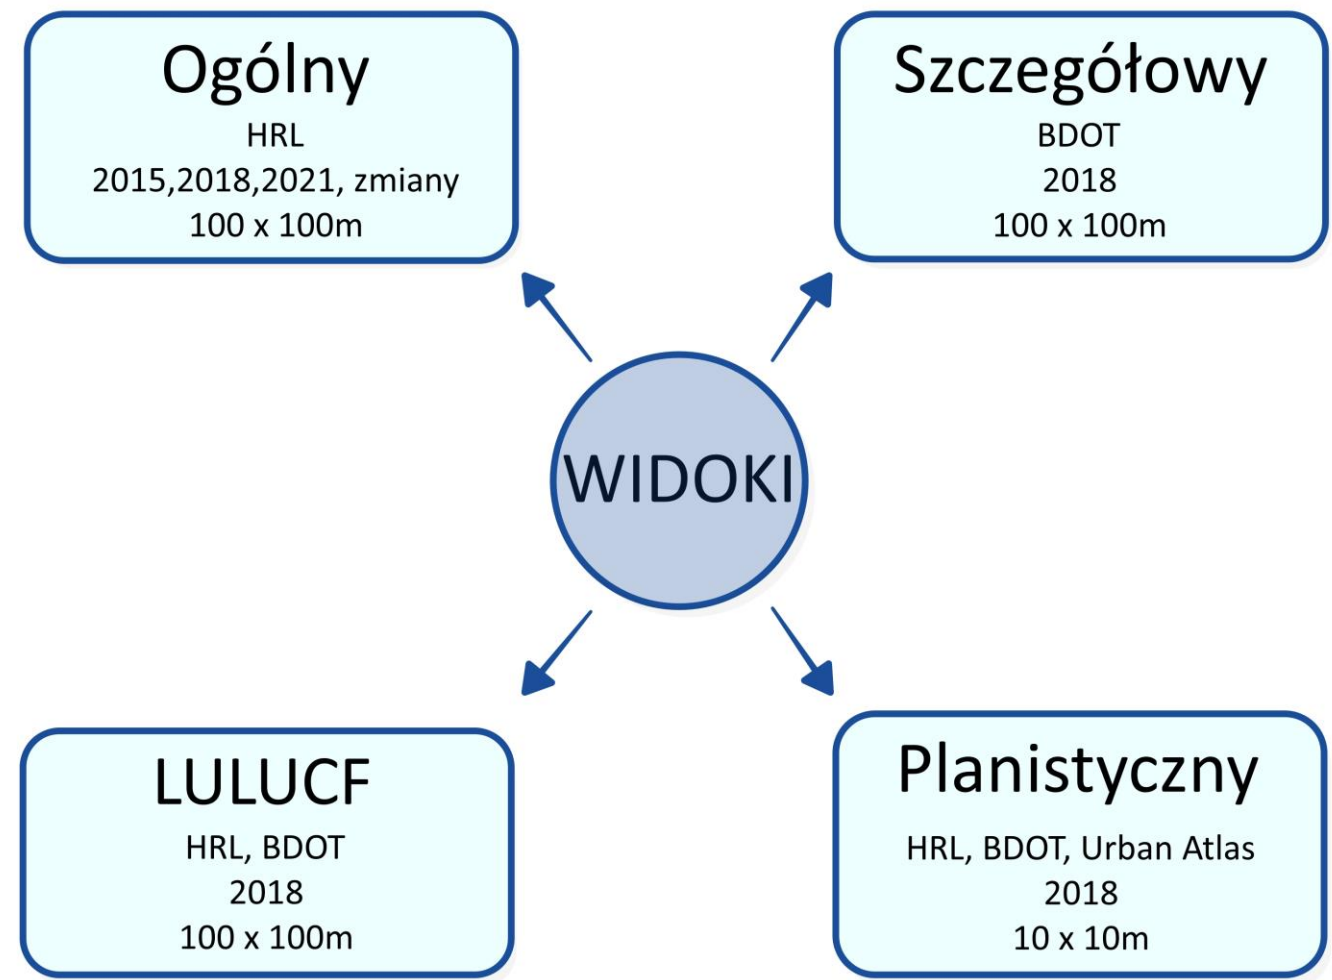 Ogólny
HRL
2015,2018,2021, zmiany
100 x 100m
Szczegółowy
BDOT
2018
100 x 100m
WIDOKI
LULUCF
HRL, BDOT
2018
100 x 100m
Planistyczny
HRL, BDOT, Urban Atlas
2018
10 x 10m